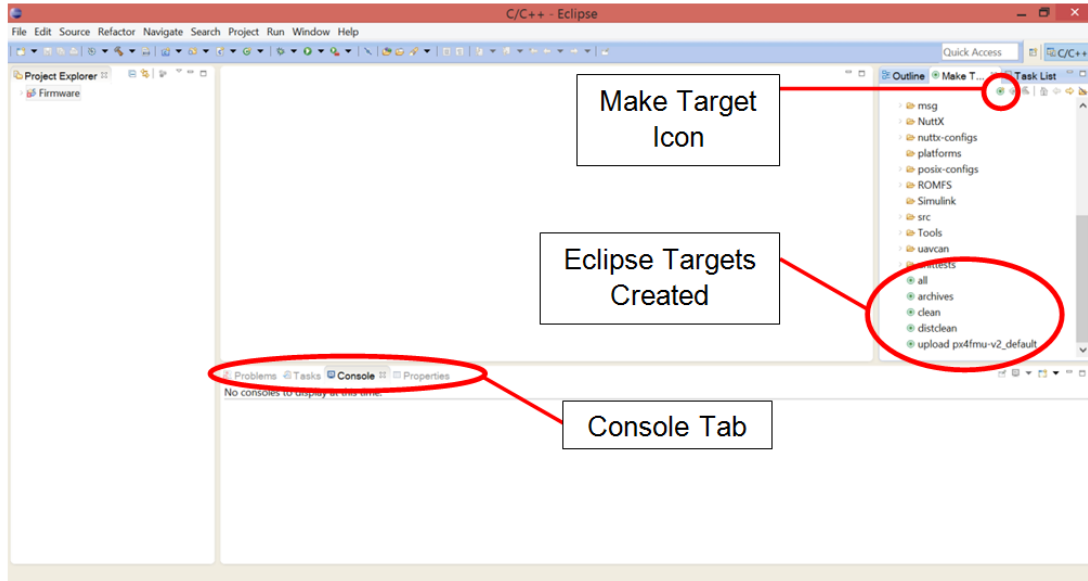 C/C++ - Eclipse
File Edit Source Refactor Navigate Search Project Run Window Help
Quick Access
C/C++
Project Explorer
Firmware
Outline Make T... Task List
Make Target
Icon
msg
NuttX
nuttx-configs
platforms
posix-configs
ROMFS
Simulink
src
Tools
uavcan
Eclipse Targets
Created
all
archives
clean
distclean
upload px4fmu-v2_default
Problems Tasks Console Properties
No consoles to display at this time.
Console Tab